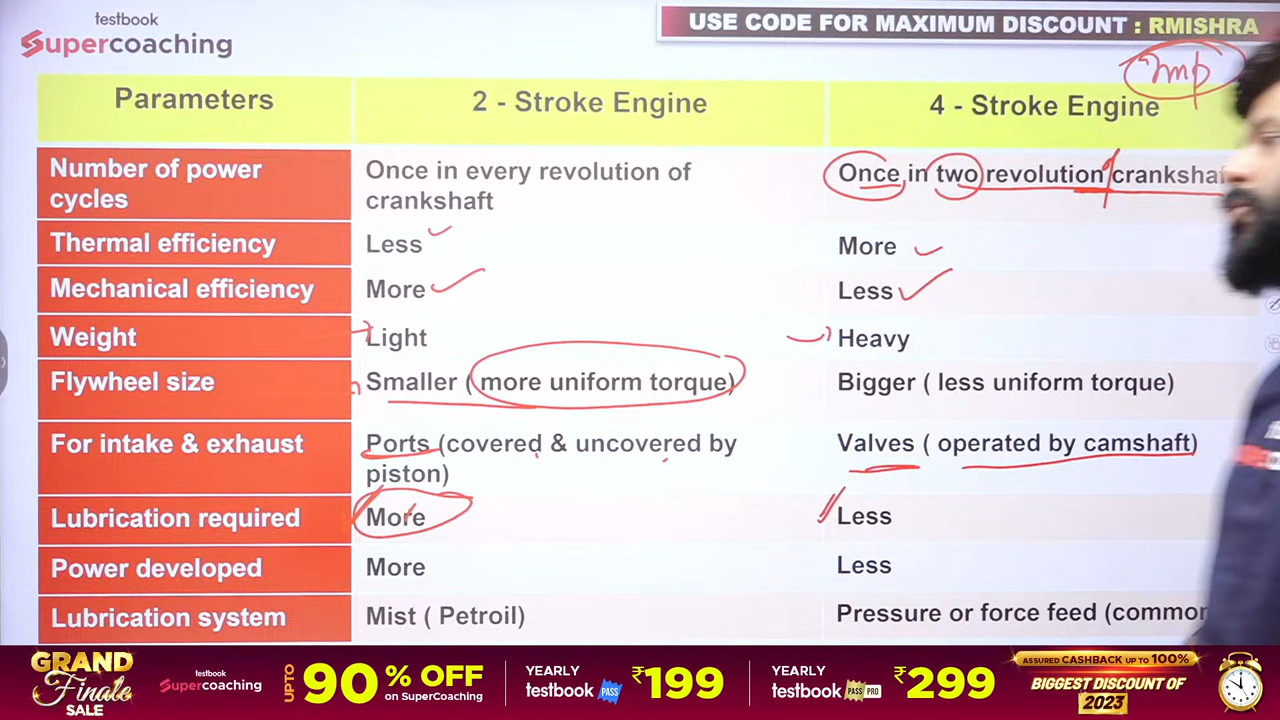 testbook
Supercoaching
USE CODE FOR MAXIMUM DISCOUNT : RMISHRA
Imp
Parameters
2 - Stroke Engine
4 - Stroke Engine
Number of power
cycles
Once in every revolution of
crankshaft
Once in two revolution of crankshaf
Thermal efficiency
Less
More
Mechanical efficiency
More
Less
Weight
Light
Heavy
Flywheel size
Smaller ( more uniform torque)
Bigger ( less uniform torque)
For intake & exhaust
Ports (covered & uncovered by
piston)
Valves ( operated by camshaft)
Lubrication required
More
Less
Power developed
More
Less
Lubrication system
Mist ( Petroil)
Pressure or force feed (common
GRAND
Finale
SALE
testbook
Supercoaching
UPTO 90% OFF
on SuperCoaching
YEARLY
testbook PASS
₹199
YEARLY
testbook PASS PRO
₹299
ASSURED CASHBACK UP TO 100%
BIGGEST DISCOUNT OF
2023